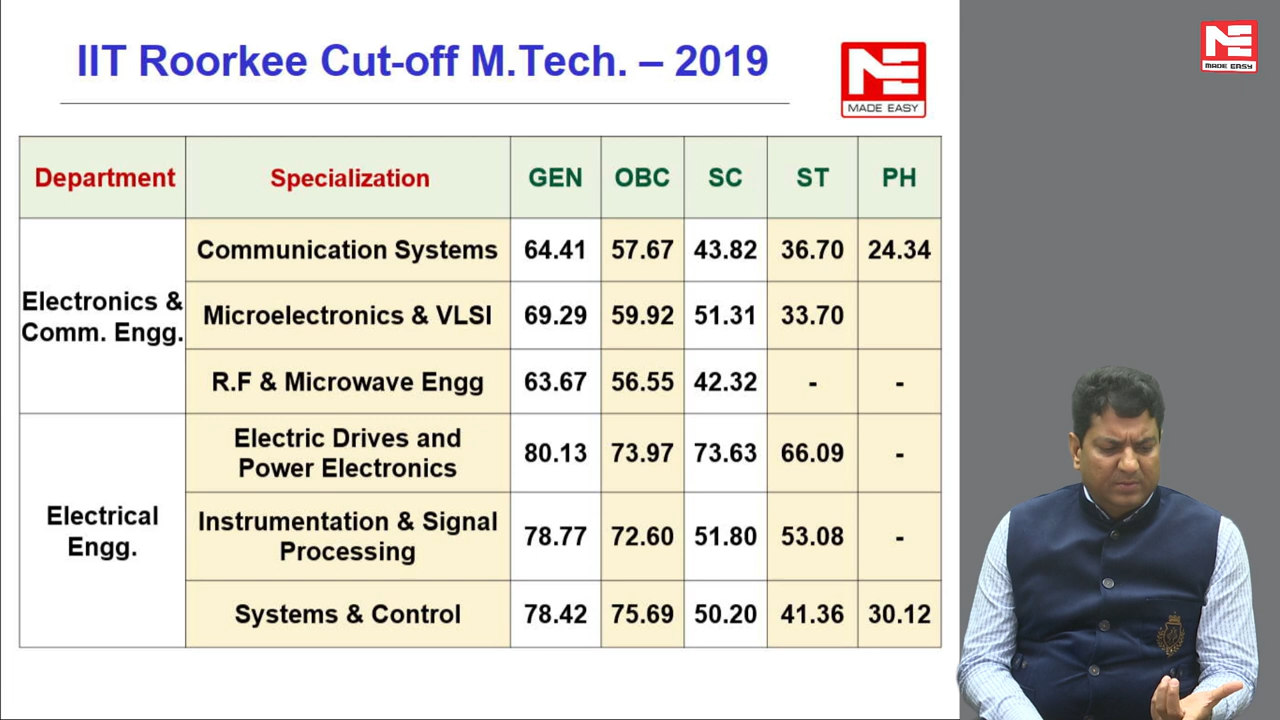 IIT Roorkee Cut-off M.Tech. – 2019
MADE EASY
MADE EASY
Department Specialization GEN OBC SC ST PH
Electronics &
Comm. Engg.
Communication Systems 64.41 57.67 43.82 36.70 24.34
Microelectronics & VLSI 69.29 59.92 51.31 33.70
R.F & Microwave Engg 63.67 56.55 42.32 - -
Electrical
Engg.
Electric Drives and
Power Electronics 80.13 73.97 73.63 66.09 -
Instrumentation & Signal
Processing 78.77 72.60 51.80 53.08 -
Systems & Control 78.42 75.69 50.20 41.36 30.12